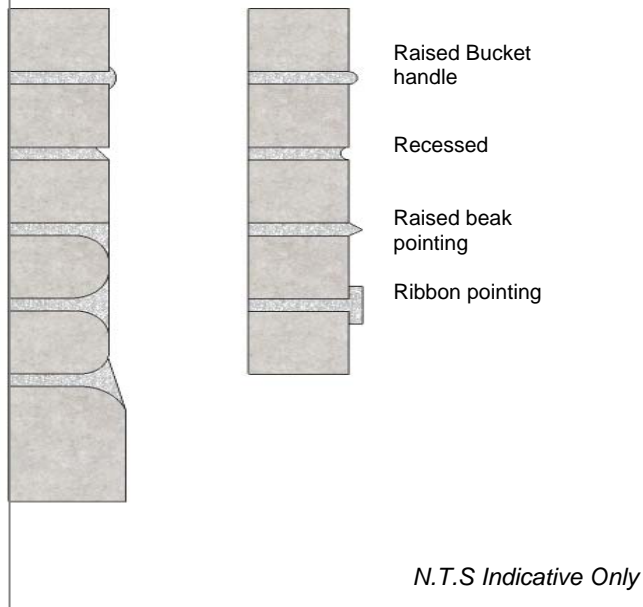 Raised Bucket
handle
Recessed
Raised beak
pointing
Ribbon pointing
N.T.S Indicative Only